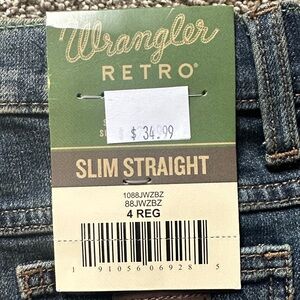 Wrangler
RETRO®
$ 34.99
SLIM STRAIGHT
1088JWZBZ
88JWZBZ
4 REG
1 91056 06928 5